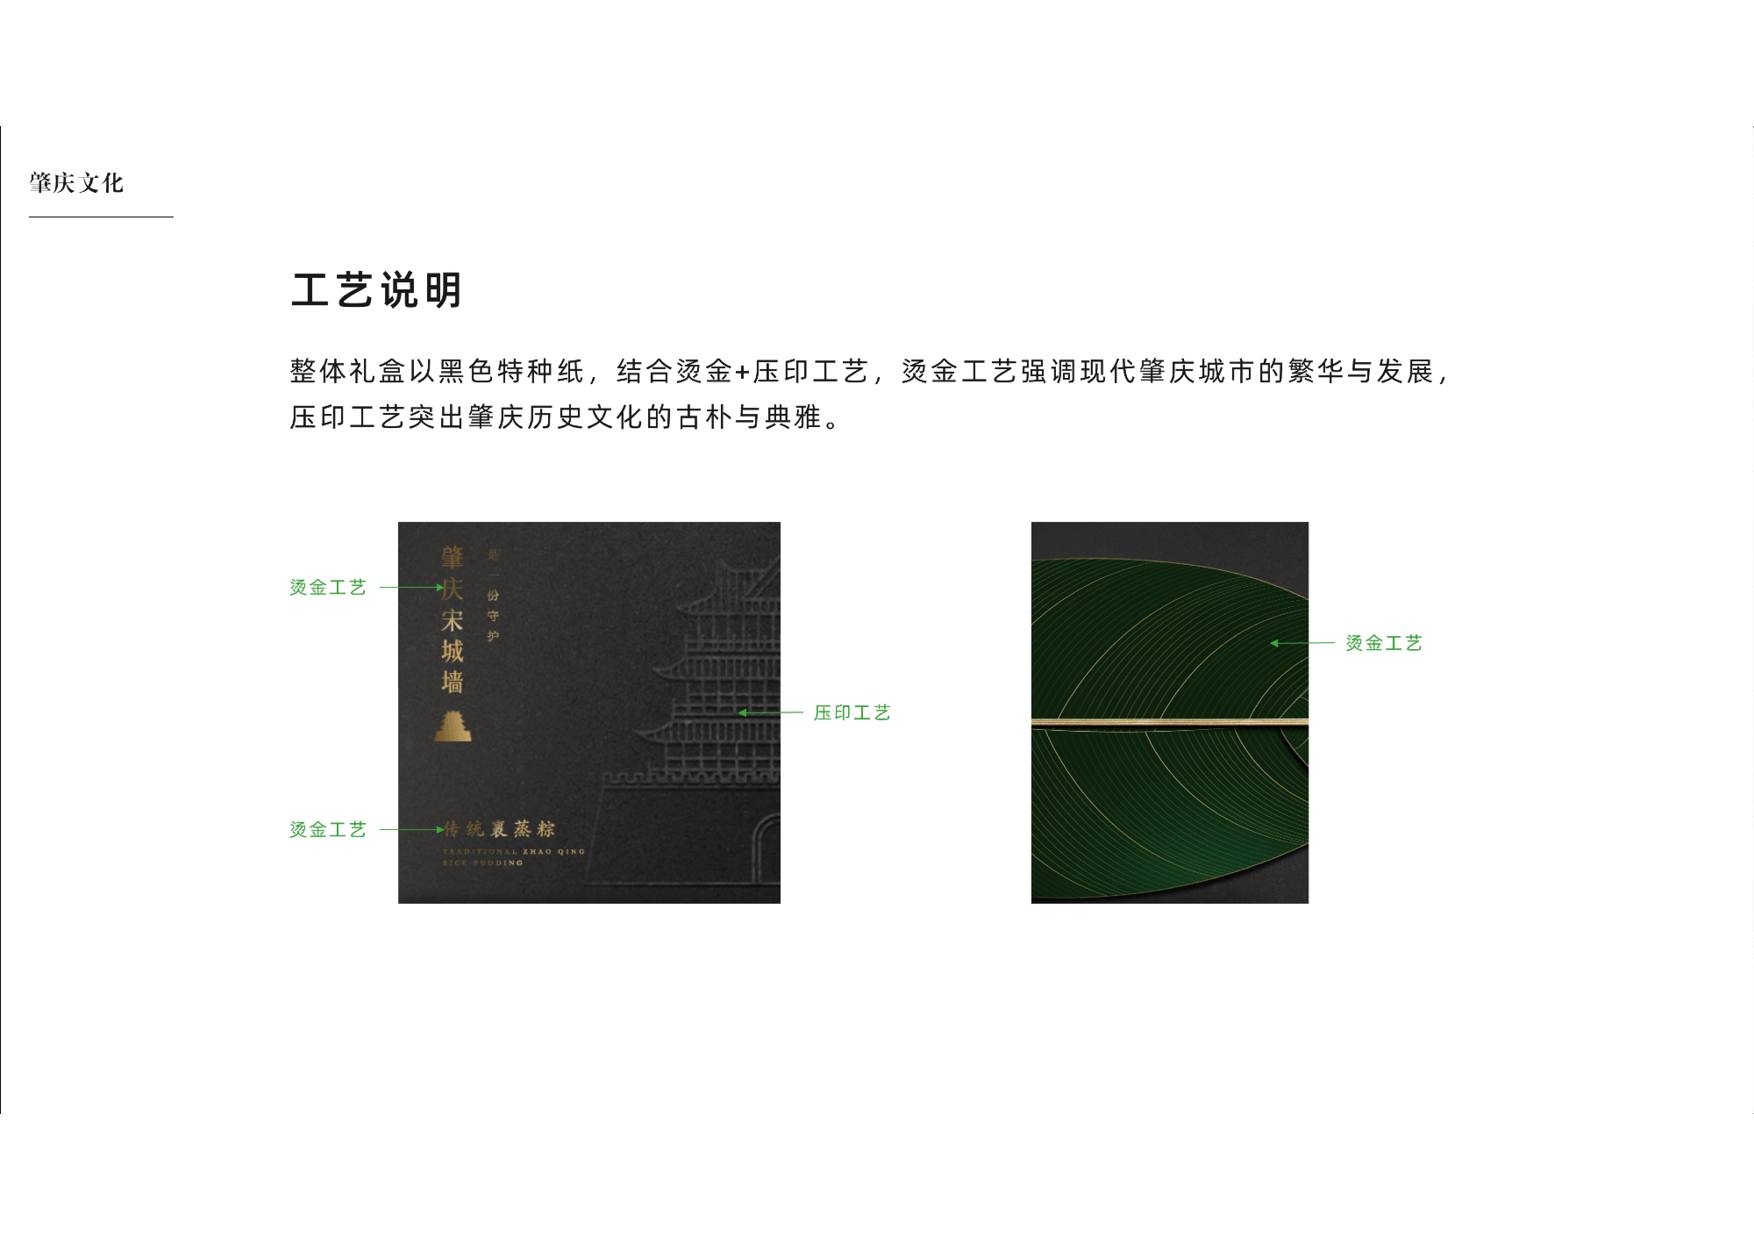 肇庆文化
工艺说明
整体礼盒以黑色特种纸，结合烫金+压印工艺，烫金工艺强调现代肇庆城市的繁华与发展，
压印工艺突出肇庆历史文化的古朴与典雅。
肇庆宋城墙
是一份守护
烫金工艺
压印工艺
烫金工艺
传统裹蒸粽
TRADITIONAL ZHAO QING
RICE PUDDING
烫金工艺